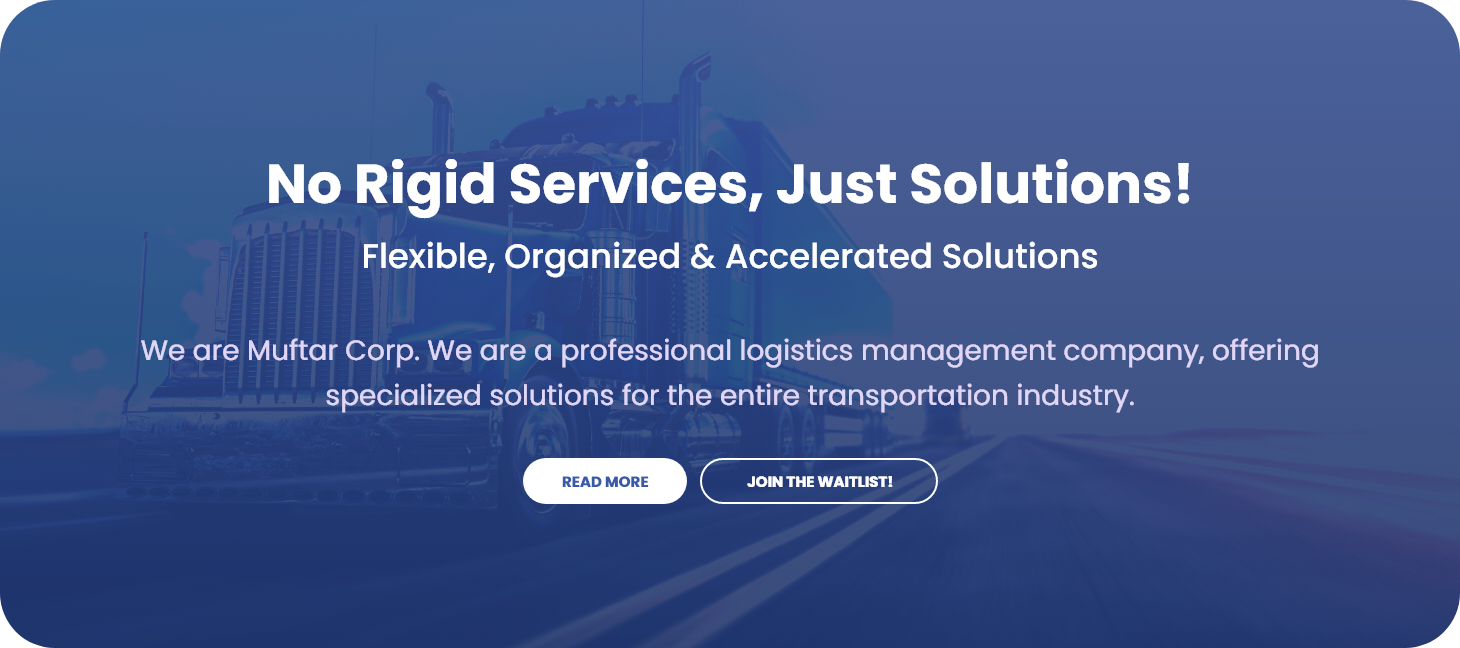 No Rigid Services, Just Solutions!
Flexible, Organized & Accelerated Solutions
We are Muftar Corp. We are a professional logistics management company, offering
specialized solutions for the entire transportation industry.
READ MORE
JOIN THE WAITLIST!